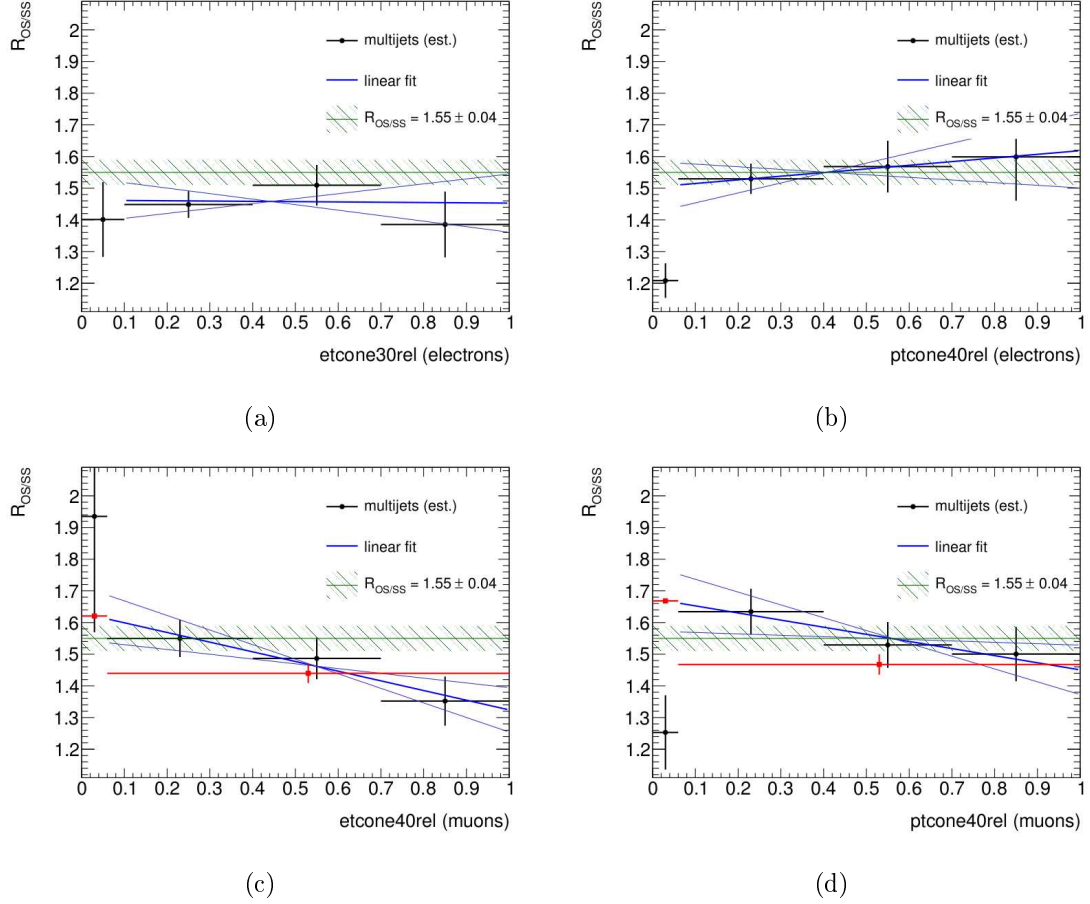 R_OS/SS
2
1.9
1.8
1.7
1.6
1.5
1.4
1.3
1.2
multijets (est.)
linear fit
R_OS/SS = 1.55 ± 0.04
0 0.1 0.2 0.3 0.4 0.5 0.6 0.7 0.8 0.9 1
etcone30rel (electrons)
(a)
R_OS/SS
2
1.9
1.8
1.7
1.6
1.5
1.4
1.3
1.2
multijets (est.)
linear fit
R_OS/SS = 1.55 ± 0.04
0 0.1 0.2 0.3 0.4 0.5 0.6 0.7 0.8 0.9 1
ptcone40rel (electrons)
(b)
R_OS/SS
2
1.9
1.8
1.7
1.6
1.5
1.4
1.3
1.2
multijets (est.)
linear fit
R_OS/SS = 1.55 ± 0.04
0 0.1 0.2 0.3 0.4 0.5 0.6 0.7 0.8 0.9 1
etcone40rel (muons)
(c)
R_OS/SS
2
1.9
1.8
1.7
1.6
1.5
1.4
1.3
1.2
multijets (est.)
linear fit
R_OS/SS = 1.55 ± 0.04
0 0.1 0.2 0.3 0.4 0.5 0.6 0.7 0.8 0.9 1
ptcone40rel (muons)
(d)